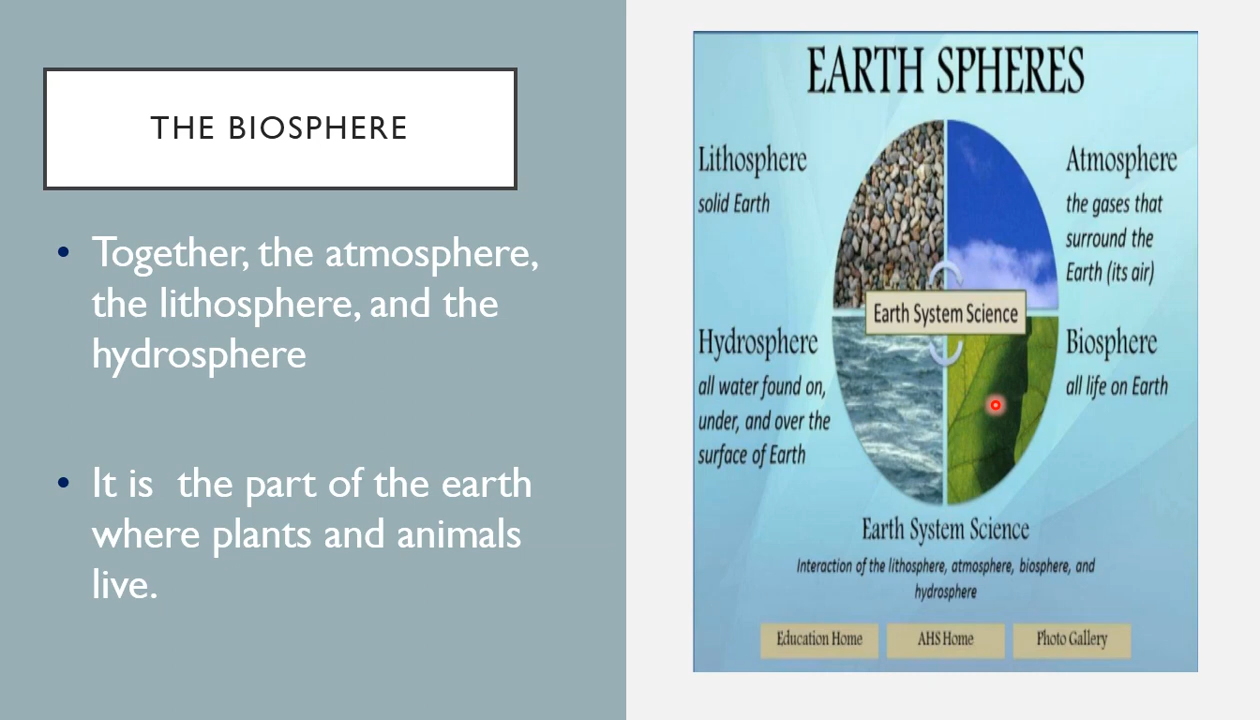 THE BIOSPHERE
• Together, the atmosphere,
the lithosphere, and the
hydrosphere
• It is the part of the earth
where plants and animals
live.
EARTH SPHERES
Lithosphere
solid Earth
Atmosphere
the gases that
surround the
Earth (its air)
Earth System Science
Hydrosphere
all water found on,
under, and over the
surface of Earth
Biosphere
all life on Earth
Earth System Science
Interaction of the lithosphere, atmosphere, biosphere, and
hydrosphere
Education Home
AHS Home
Photo Gallery